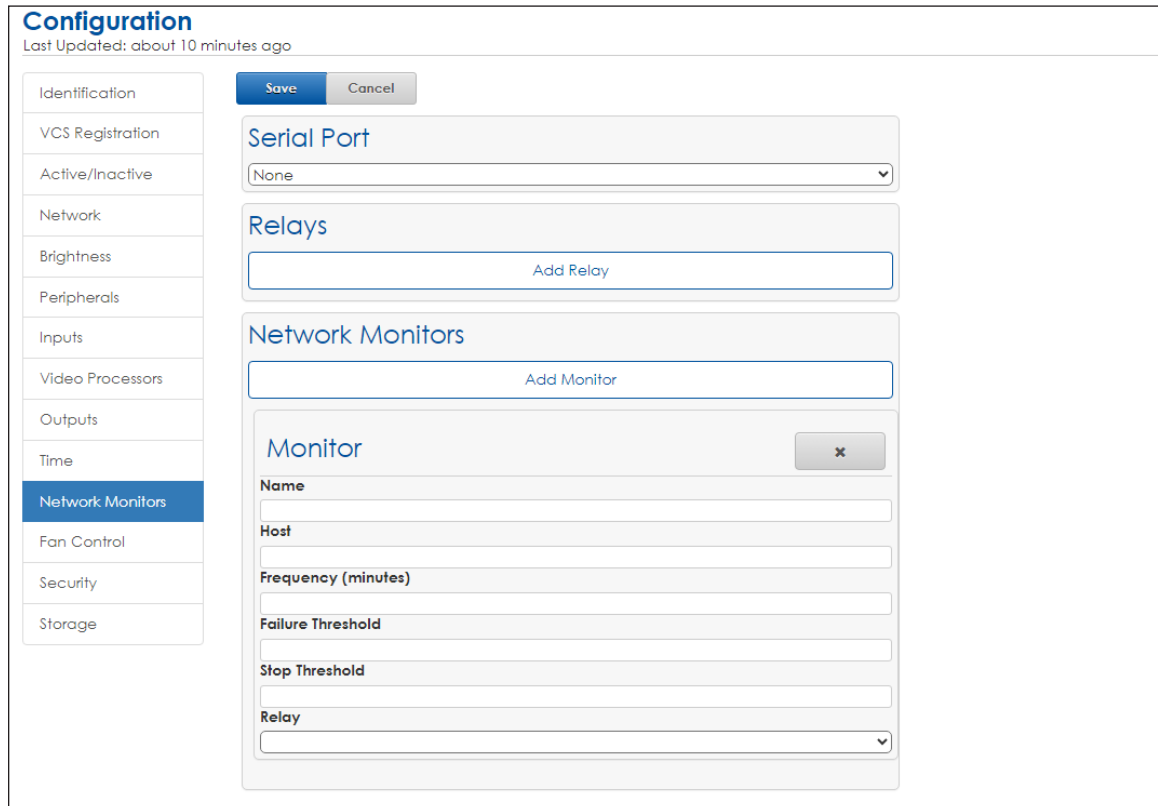 Configuration
Last Updated: about 10 minutes ago
Identification
VCS Registration
Active/Inactive
Network
Brightness
Peripherals
Inputs
Video Processors
Outputs
Time
Network Monitors
Fan Control
Security
Storage
Save Cancel
Serial Port
None
Relays
Add Relay
Network Monitors
Add Monitor
Monitor
Name
Host
Frequency (minutes)
Failure Threshold
Stop Threshold
Relay